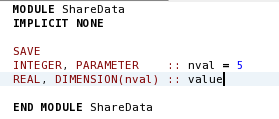 MODULE ShareData
IMPLICIT NONE
SAVE
INTEGER, PARAMETER    :: nval = 5
REAL, DIMENSION(nval) :: value
END MODULE ShareData